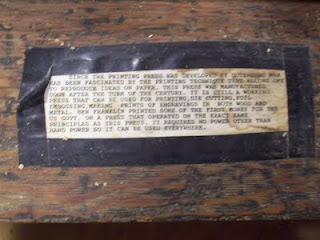 SINCE THE PRINTING PRESS WAS DEVELOPED BY GUTENBERG MAN
HAS BEEN FASCINATED BY THE PRINTING TECHNIQUE THAT ALLOWS ONE
TO REPRODUCE IDEAS ON PAPER. THIS PRESS WAS MANUFACTURED
SOON AFTER THE TURN OF THE CENTURY. IT IS STILL A WORKING
PRESS THAT CAN BE USED FOR PRINTING, DIE CUTTING,
EMBOSSING, MAKING PRINTS OF ENGRAVINGS IN BOTH WOOD AND
METAL. BEN FRANKLIN PRINTED SOME OF THE FIRST MONEY FOR THE
US GOVT. ON A PRESS THAT OPERATED ON THE EXACT SAME
PRINCIPLES AS THIS PRESS. IT REQUIRED NO POWER OTHER THAN
HAND POWER SO IT CAN BE USED EVERYWHERE.